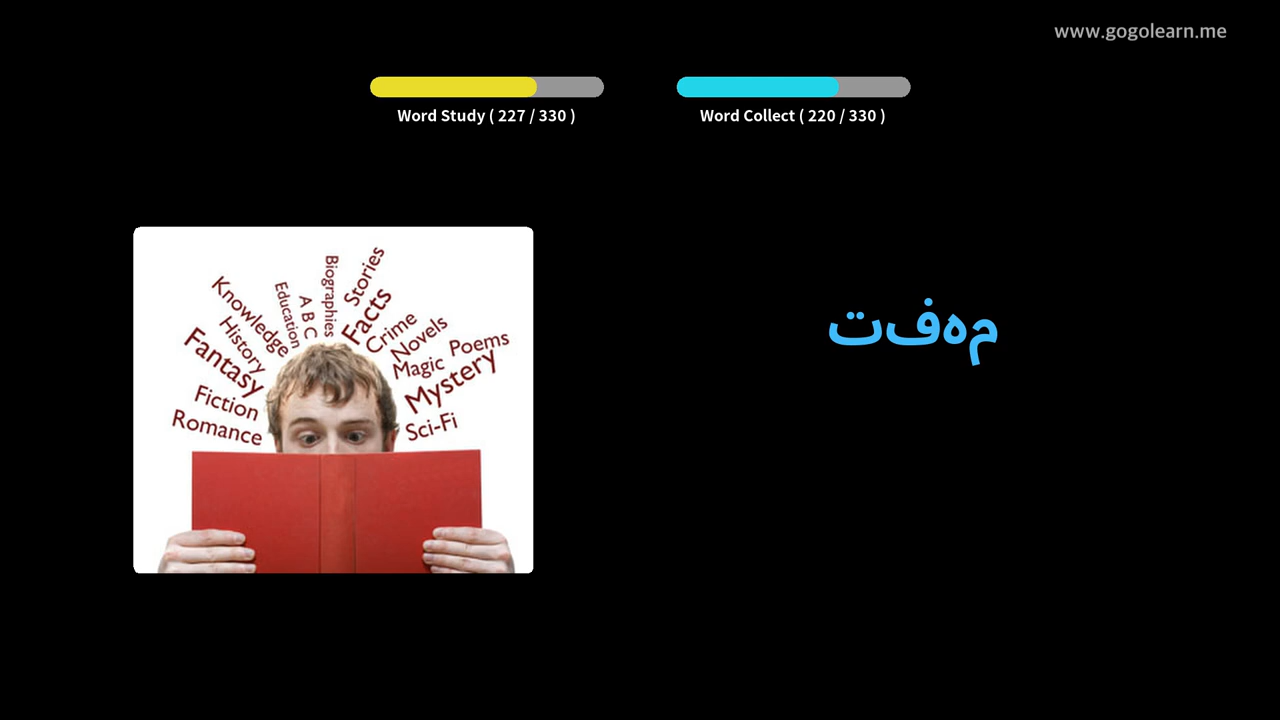 www.gogolearn.me
Word Study ( 227 / 330 )
Word Collect ( 220 / 330 )
Biographies
Stories
Education
A B C
Facts
Knowledge
History
Crime
Novels
Poems
Fantasy
Magic
Mystery
Fiction
Romance
Sci-Fi
مهفت